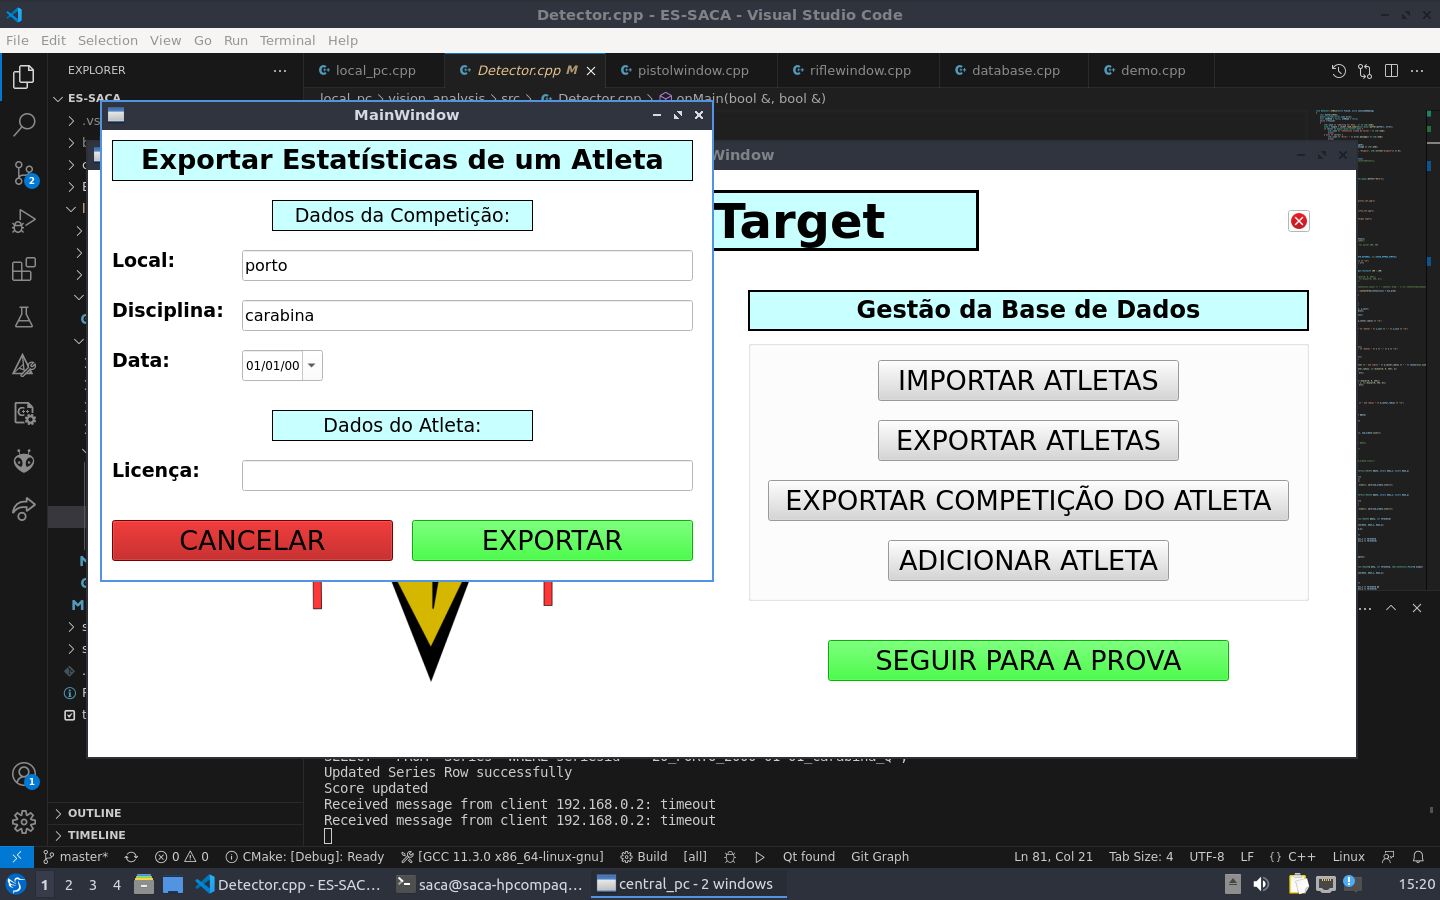 Detector.cpp - ES-SACA - Visual Studio Code
File Edit Selection View Go Run Terminal Help
EXPLORER
local_pc.cpp Detector.cpp M pistolwindow.cpp riflewindow.cpp database.cpp demo.cpp
ES-SACA
local_pc > vision_analysis > src > Detector.cpp > onMain(bool &, bool &)
MainWindow
Exportar Estatísticas de um Atleta
Dados da Competição:
Local: porto
Disciplina: carabina
Data: 01/01/00
Dados do Atleta:
Licença:
CANCELAR EXPORTAR
Window
Target
Gestão da Base de Dados
IMPORTAR ATLETAS
EXPORTAR ATLETAS
EXPORTAR COMPETIÇÃO DO ATLETA
ADICIONAR ATLETA
SEGUIR PARA A PROVA
2
1
Updated Series Row successfully
Score updated
Received message from client 192.168.0.2: timeout
Received message from client 192.168.0.2: timeout
OUTLINE
TIMELINE
master* 0 0 CMake: [Debug]: Ready [GCC 11.3.0 x86_64-linux-gnu] Build [all] Qt found Git Graph Ln 81, Col 21 Tab Size: 4 UTF-8 LF {} C++ Linux
1 2 3 4 Detector.cpp - ES-SAC... saca@saca-hpcompaq... central_pc - 2 windows 15:20